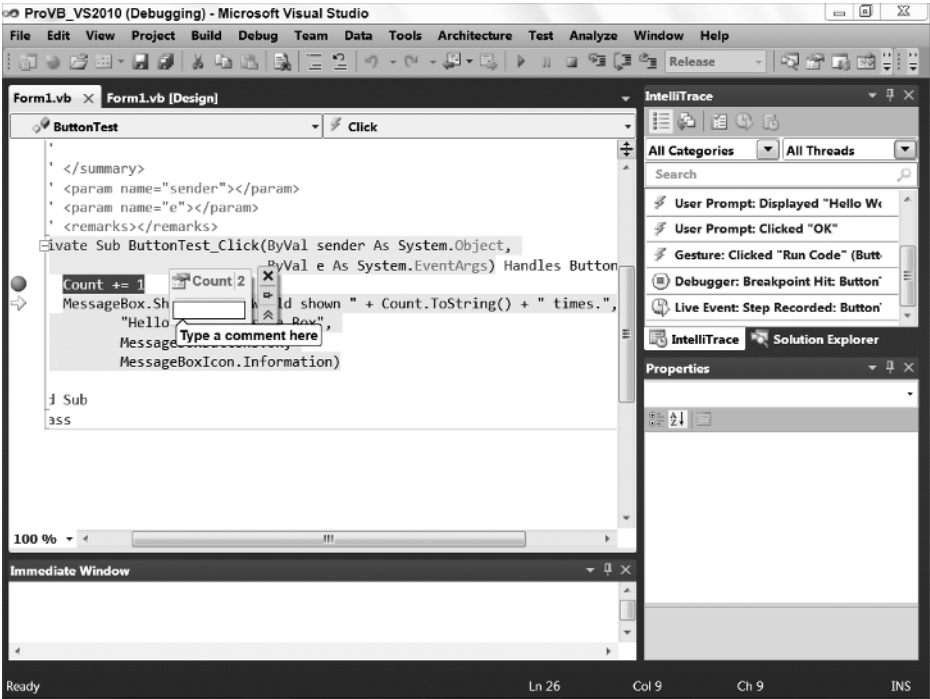 ProVB_VS2010 (Debugging) - Microsoft Visual Studio
File Edit View Project Build Debug Team Data Tools Architecture Test Analyze Window Help
Release
Form1.vb × Form1.vb [Design]
ButtonTest Click
'
' </summary>
' <param name="sender"></param>
' <param name="e"></param>
' <remarks></remarks>
ivate Sub ButtonTest_Click(ByVal sender As System.Object,
ByVal e As System.EventArgs) Handles Button
Count += 1
Count 2
MessageBox.Sh ld shown " + Count.ToString() + " times.",
"Hello Box",
Type a comment here
MessageBoxIcon.Information)
d Sub
ass
100 %
Immediate Window
IntelliTrace
All Categories All Threads
Search
User Prompt: Displayed "Hello Wo
User Prompt: Clicked "OK"
Gesture: Clicked "Run Code" (Butt
Debugger: Breakpoint Hit: Button
Live Event: Step Recorded: Button
IntelliTrace Solution Explorer
Properties
Ready Ln 26 Col 9 Ch 9 INS